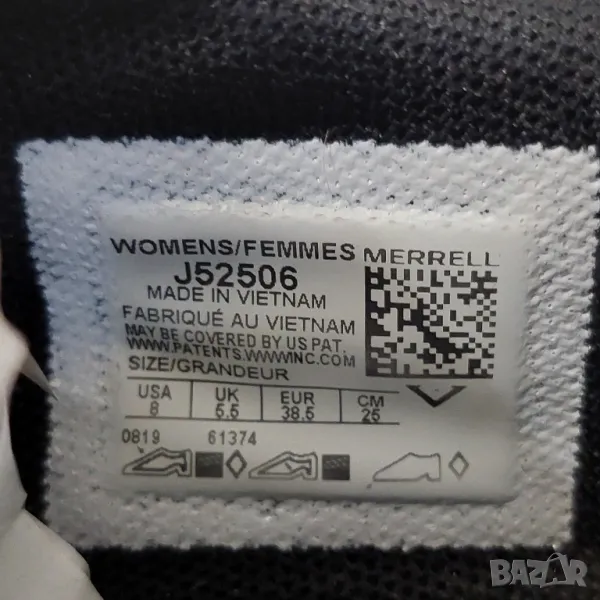 WOMENS/FEMMES MERRELL
J52506
MADE IN VIETNAM
FABRIQUÉ AU VIETNAM
MAY BE COVERED BY US PAT.
WWW.PATENTS.WWWINC.COM
SIZE/GRANDEUR
USA UK EUR CM
8 5.5 38.5 25
0819 61374
BAZAR